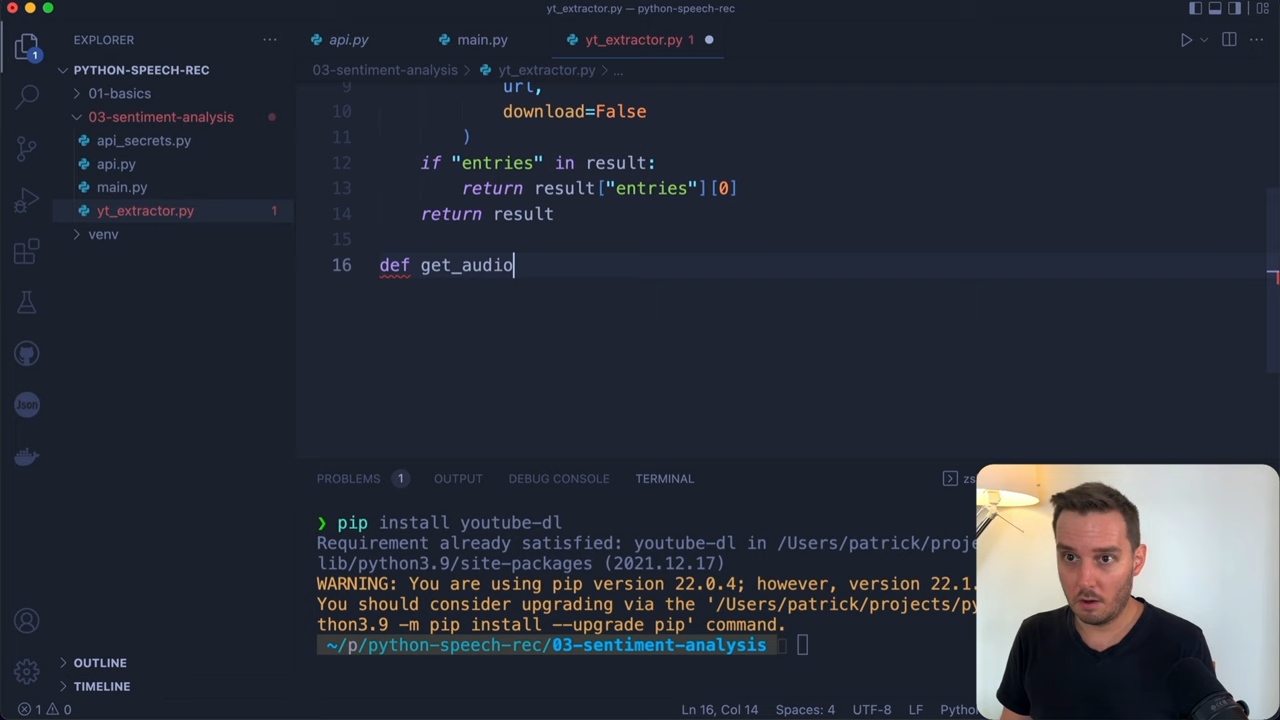 yt_extractor.py — python-speech-rec
EXPLORER
api.py
main.py
yt_extractor.py 1
PYTHON-SPEECH-REC
01-basics
03-sentiment-analysis
api_secrets.py
api.py
main.py
yt_extractor.py 1
venv
OUTLINE
TIMELINE
1
Json
03-sentiment-analysis > yt_extractor.py > ...
9 url,
10 download=False
11 )
12 if "entries" in result:
13 return result["entries"][0]
14 return result
15
16 def get_audio
PROBLEMS 1 OUTPUT DEBUG CONSOLE TERMINAL
❯ pip install youtube-dl
Requirement already satisfied: youtube-dl in /Users/patrick/proje
lib/python3.9/site-packages (2021.12.17)
WARNING: You are using pip version 22.0.4; however, version 22.1.
You should consider upgrading via the '/Users/patrick/projects/py
thon3.9 -m pip install --upgrade pip' command.
~/p/python-speech-rec/03-sentiment-analysis
1 0
Ln 16, Col 14 Spaces: 4 UTF-8 LF Pytho